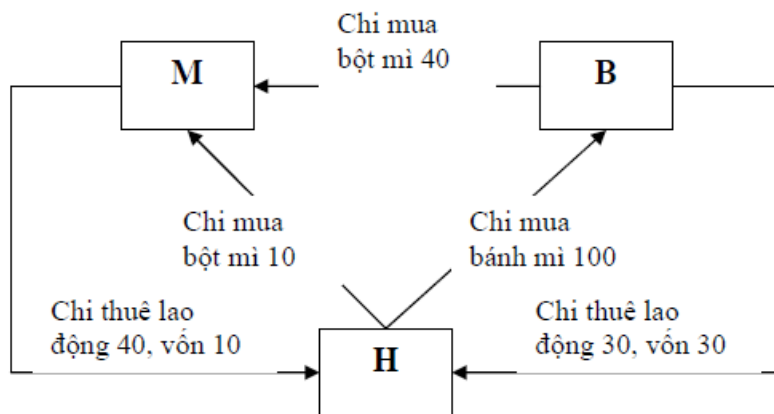 Chi mua
bột mì 40
M
B
Chi mua
bột mì 10
Chi mua
bánh mì 100
Chi thuê lao
động 40, vốn 10
Chi thuê lao
động 30, vốn 30
H